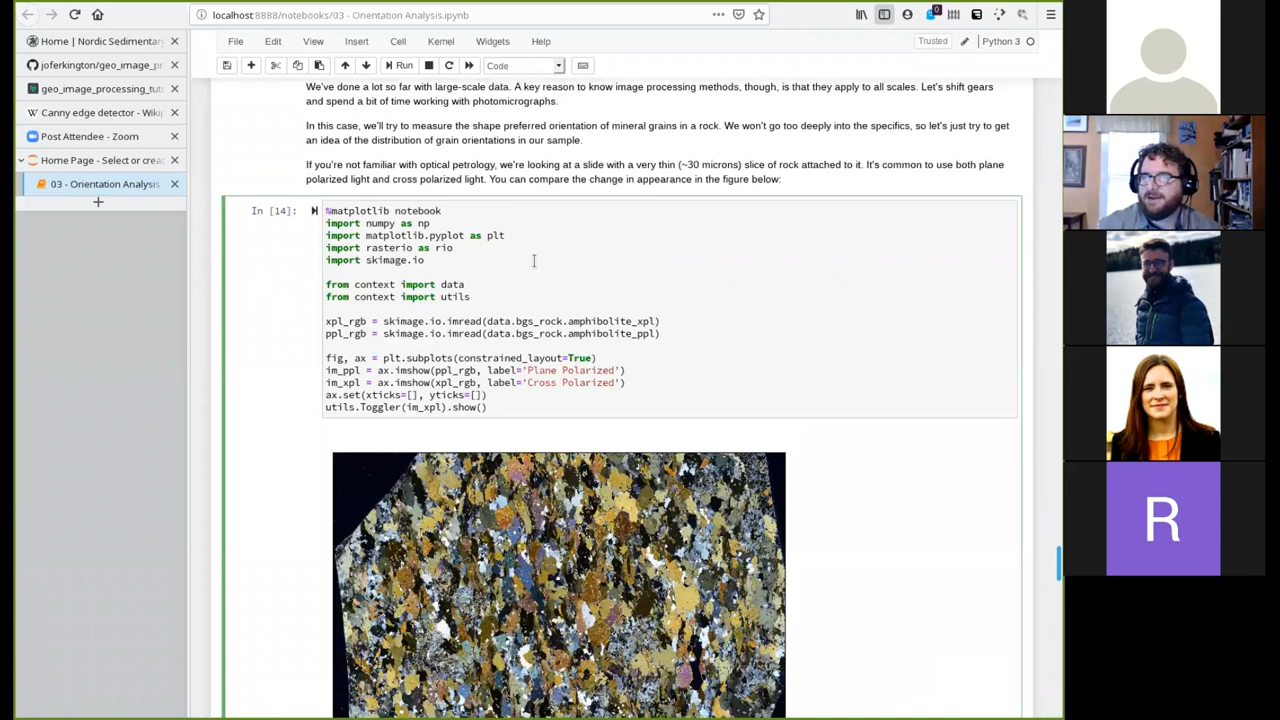 localhost:8888/notebooks/03 - Orientation Analysis.ipynb
0
Home | Nordic Sedimentar
joferkington/geo_image_pr
geo_image_processing_tut
Canny edge detector - Wikip
Post Attendee - Zoom
Home Page - Select or creat
03 - Orientation Analysis
File Edit View Insert Cell Kernel Widgets Help
Trusted Python 3
Run Code
We've done a lot so far with large-scale data. A key reason to know image processing methods, though, is that they apply to all scales. Let's shift gears
and spend a bit of time working with photomicrographs.
In this case, we'll try to measure the shape preferred orientation of mineral grains in a rock. We won't go too deeply into the specifics, so let's just try to get
an idea of the distribution of grain orientations in our sample.
If you're not familiar with optical petrology, we're looking at a slide with a very thin (~30 microns) slice of rock attached to it. It's common to use both plane
polarized light and cross polarized light. You can compare the change in appearance in the figure below:
In [14]:
%matplotlib notebook
import numpy as np
import matplotlib.pyplot as plt
import rasterio as rio
import skimage.io
from context import data
from context import utils
xpl_rgb = skimage.io.imread(data.bgs_rock.amphibolite_xpl)
ppl_rgb = skimage.io.imread(data.bgs_rock.amphibolite_ppl)
fig, ax = plt.subplots(constrained_layout=True)
im_ppl = ax.imshow(ppl_rgb, label='Plane Polarized')
im_xpl = ax.imshow(xpl_rgb, label='Cross Polarized')
ax.set(xticks=[], yticks=[])
utils.Toggler(im_xpl).show()
R